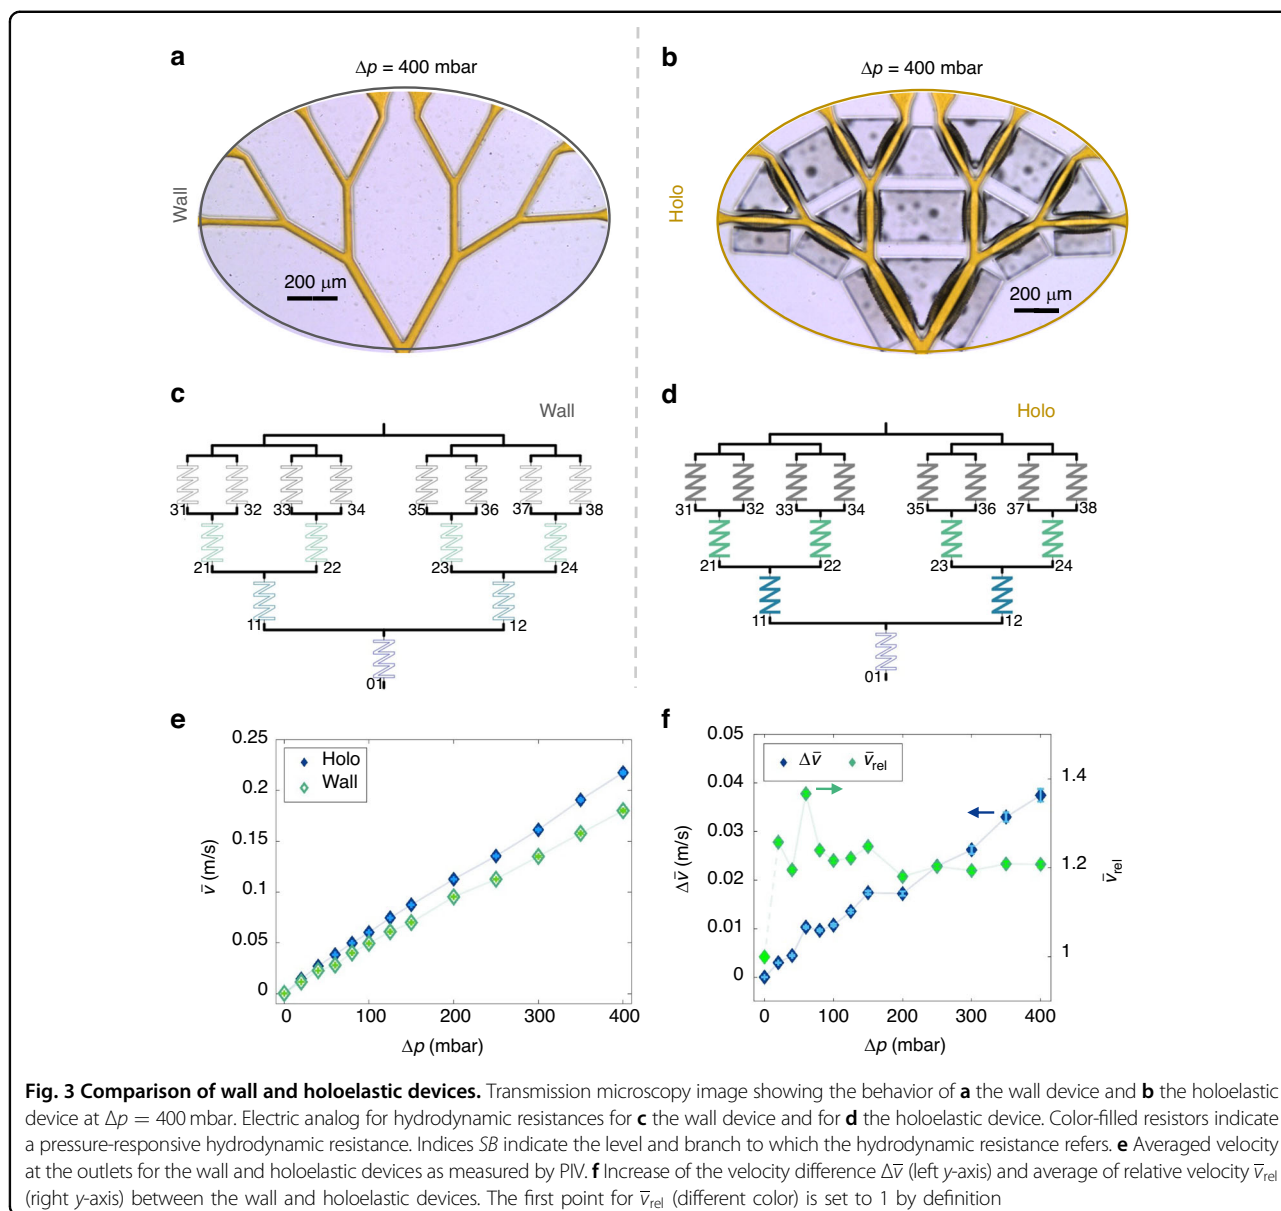 a
Δp = 400 mbar
Wall
200 μm
b
Δp = 400 mbar
Holo
200 μm
c
Wall
31 32 33 34 35 36 37 38
21 22 23 24
11 12
01
d
Holo
31 32 33 34 35 36 37 38
21 22 23 24
11 12
01
e
v̄ (m/s)
0.25
0.2
0.15
0.1
0.05
0
Holo
Wall
0 100 200 300 400
Δp (mbar)
f
Δv̄ (m/s)
0.05
0.04
0.03
0.02
0.01
0
Δv̄ v̄rel
1.4
1.2
1
v̄rel
0 100 200 300 400
Δp (mbar)
Fig. 3 Comparison of wall and holoelastic devices. Transmission microscopy image showing the behavior of a the wall device and b the holoelastic
device at Δp = 400 mbar. Electric analog for hydrodynamic resistances for c the wall device and for d the holoelastic device. Color-filled resistors indicate
a pressure-responsive hydrodynamic resistance. Indices SB indicate the level and branch to which the hydrodynamic resistance refers. e Averaged velocity
at the outlets for the wall and holoelastic devices as measured by PIV. f Increase of the velocity difference Δv̄ (left y-axis) and average of relative velocity v̄rel
(right y-axis) between the wall and holoelastic devices. The first point for v̄rel (different color) is set to 1 by definition